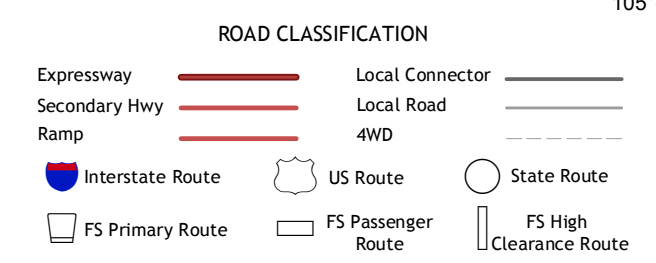 105
ROAD CLASSIFICATION
Expressway
Local Connector
Secondary Hwy
Local Road
Ramp
4WD
Interstate Route
US Route
State Route
FS Primary Route
FS Passenger
Route
FS High
Clearance Route